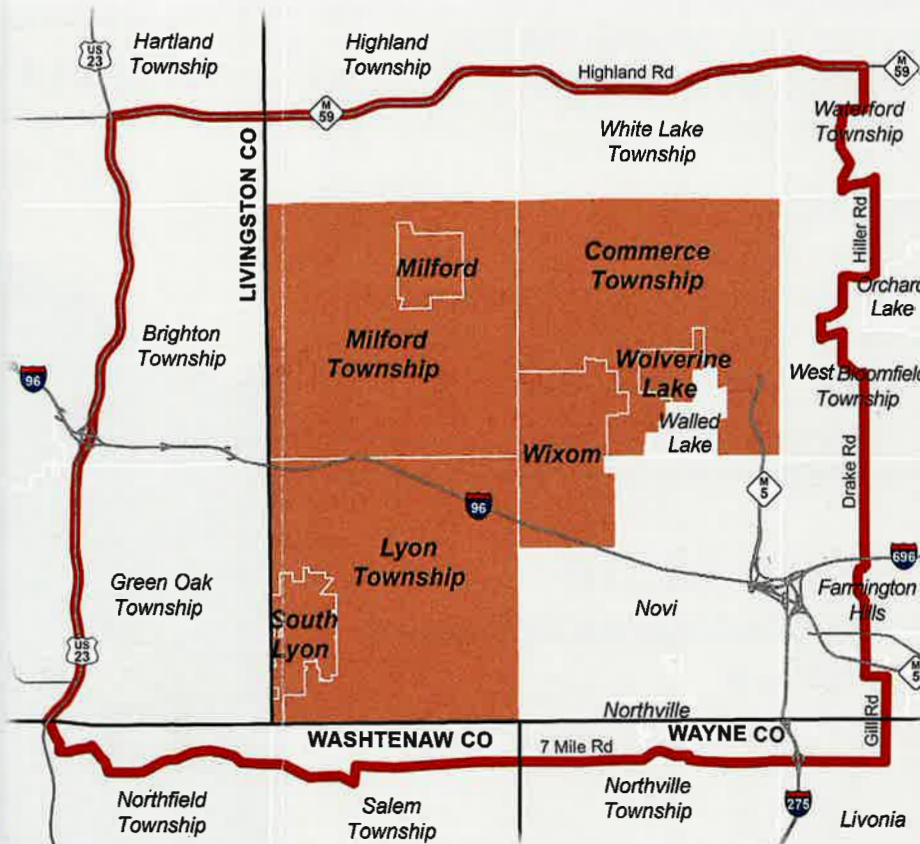 US
23
Hartland
Township
Highland
Township
Highland Rd
M
59
M
59
Waterford
Township
White Lake
Township
LIVINGSTON CO
Hiller Rd
Milford
Commerce
Township
Orchard
Lake
Brighton
Township
Milford
Township
Wolverine
Lake
West Bloomfield
Township
96
Walled
Lake
Wixom
Drake Rd
M
5
96
Lyon
Township
696
Green Oak
Township
South
Lyon
Novi
Farmington
Hills
US
23
M
5
Northville
Gill Rd
WASHTENAW CO
7 Mile Rd
WAYNE CO
Northfield
Township
Salem
Township
Northville
Township
275
Livonia